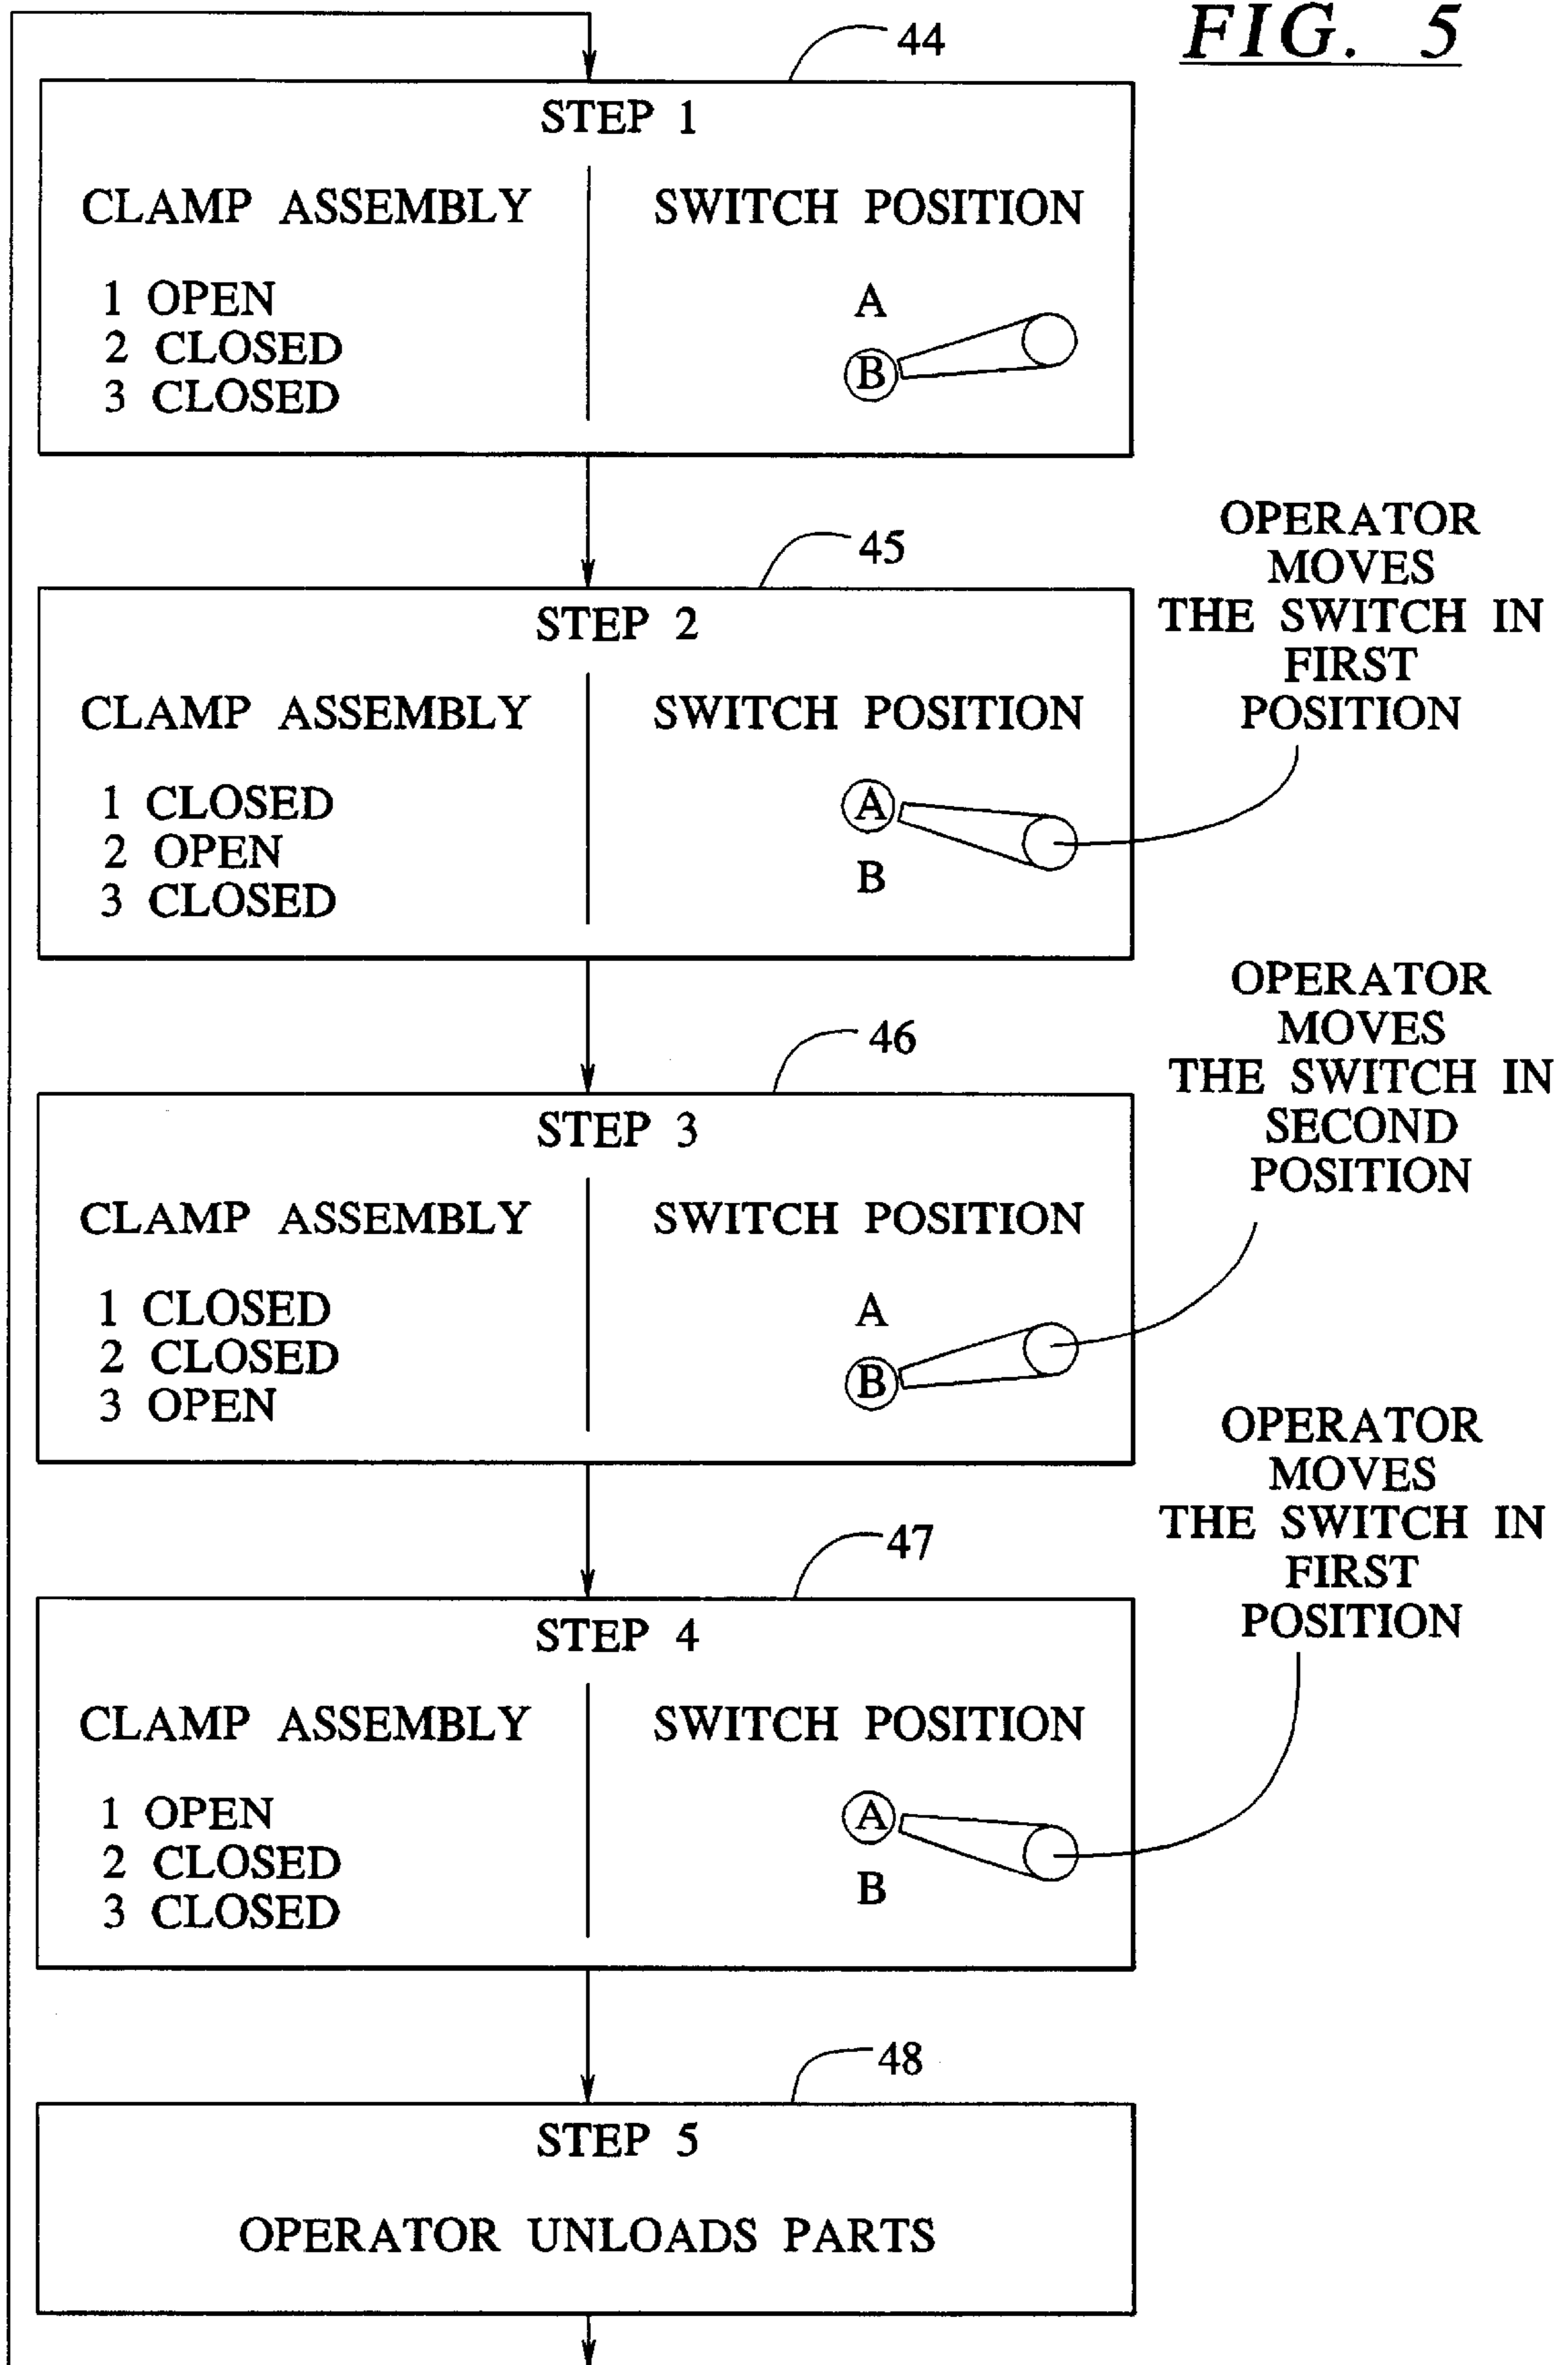 FIG. 5
44
STEP 1
CLAMP ASSEMBLY
SWITCH POSITION
1 OPEN
2 CLOSED
3 CLOSED
A
B
45
STEP 2
CLAMP ASSEMBLY
SWITCH POSITION
1 CLOSED
2 OPEN
3 CLOSED
A
B
OPERATOR
MOVES
THE SWITCH IN
FIRST
POSITION
46
STEP 3
CLAMP ASSEMBLY
SWITCH POSITION
1 CLOSED
2 CLOSED
3 OPEN
A
B
OPERATOR
MOVES
THE SWITCH IN
SECOND
POSITION
47
STEP 4
CLAMP ASSEMBLY
SWITCH POSITION
1 OPEN
2 CLOSED
3 CLOSED
A
B
OPERATOR
MOVES
THE SWITCH IN
FIRST
POSITION
48
STEP 5
OPERATOR UNLOADS PARTS